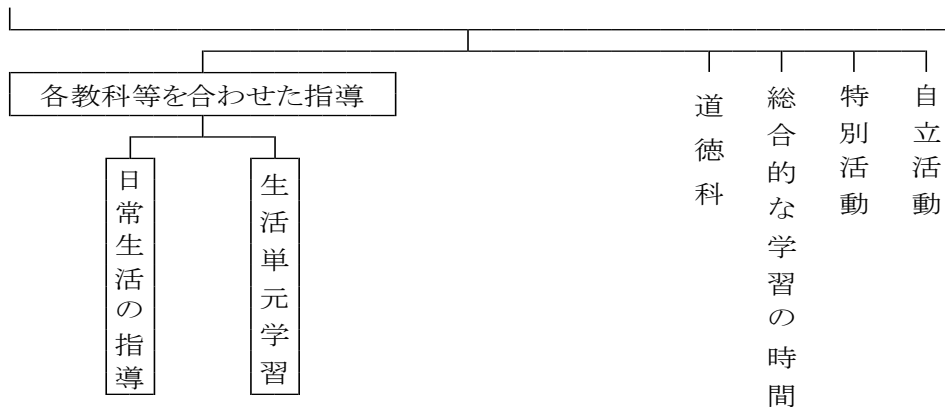 各教科等を合わせた指導
日常生活の指導
生活単元学習
道徳科
総合的な学習の時間
特別活動
自立活動